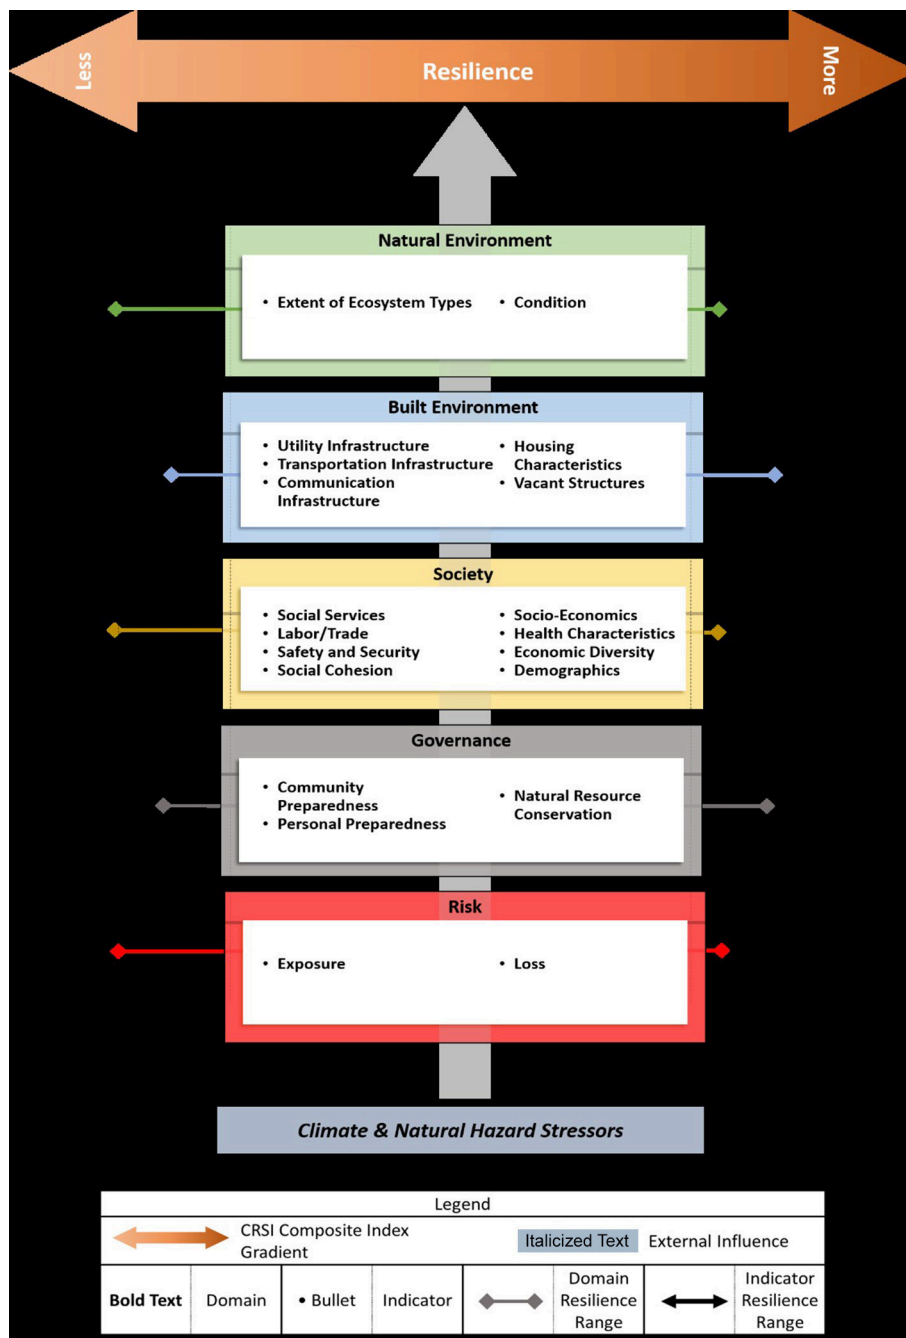 Less
Resilience
More
Natural Environment
• Extent of Ecosystem Types
• Condition
Built Environment
• Utility Infrastructure
• Transportation Infrastructure
• Communication
Infrastructure
• Housing
Characteristics
• Vacant Structures
Society
• Social Services
• Labor/Trade
• Safety and Security
• Social Cohesion
• Socio-Economics
• Health Characteristics
• Economic Diversity
• Demographics
Governance
• Community
Preparedness
• Personal Preparedness
• Natural Resource
Conservation
Risk
• Exposure
• Loss
Climate & Natural Hazard Stressors
Legend
CRSI Composite Index
Gradient
Italicized Text
External Influence
Bold Text
Domain
• Bullet
Indicator
Domain
Resilience
Range
Indicator
Resilience
Range